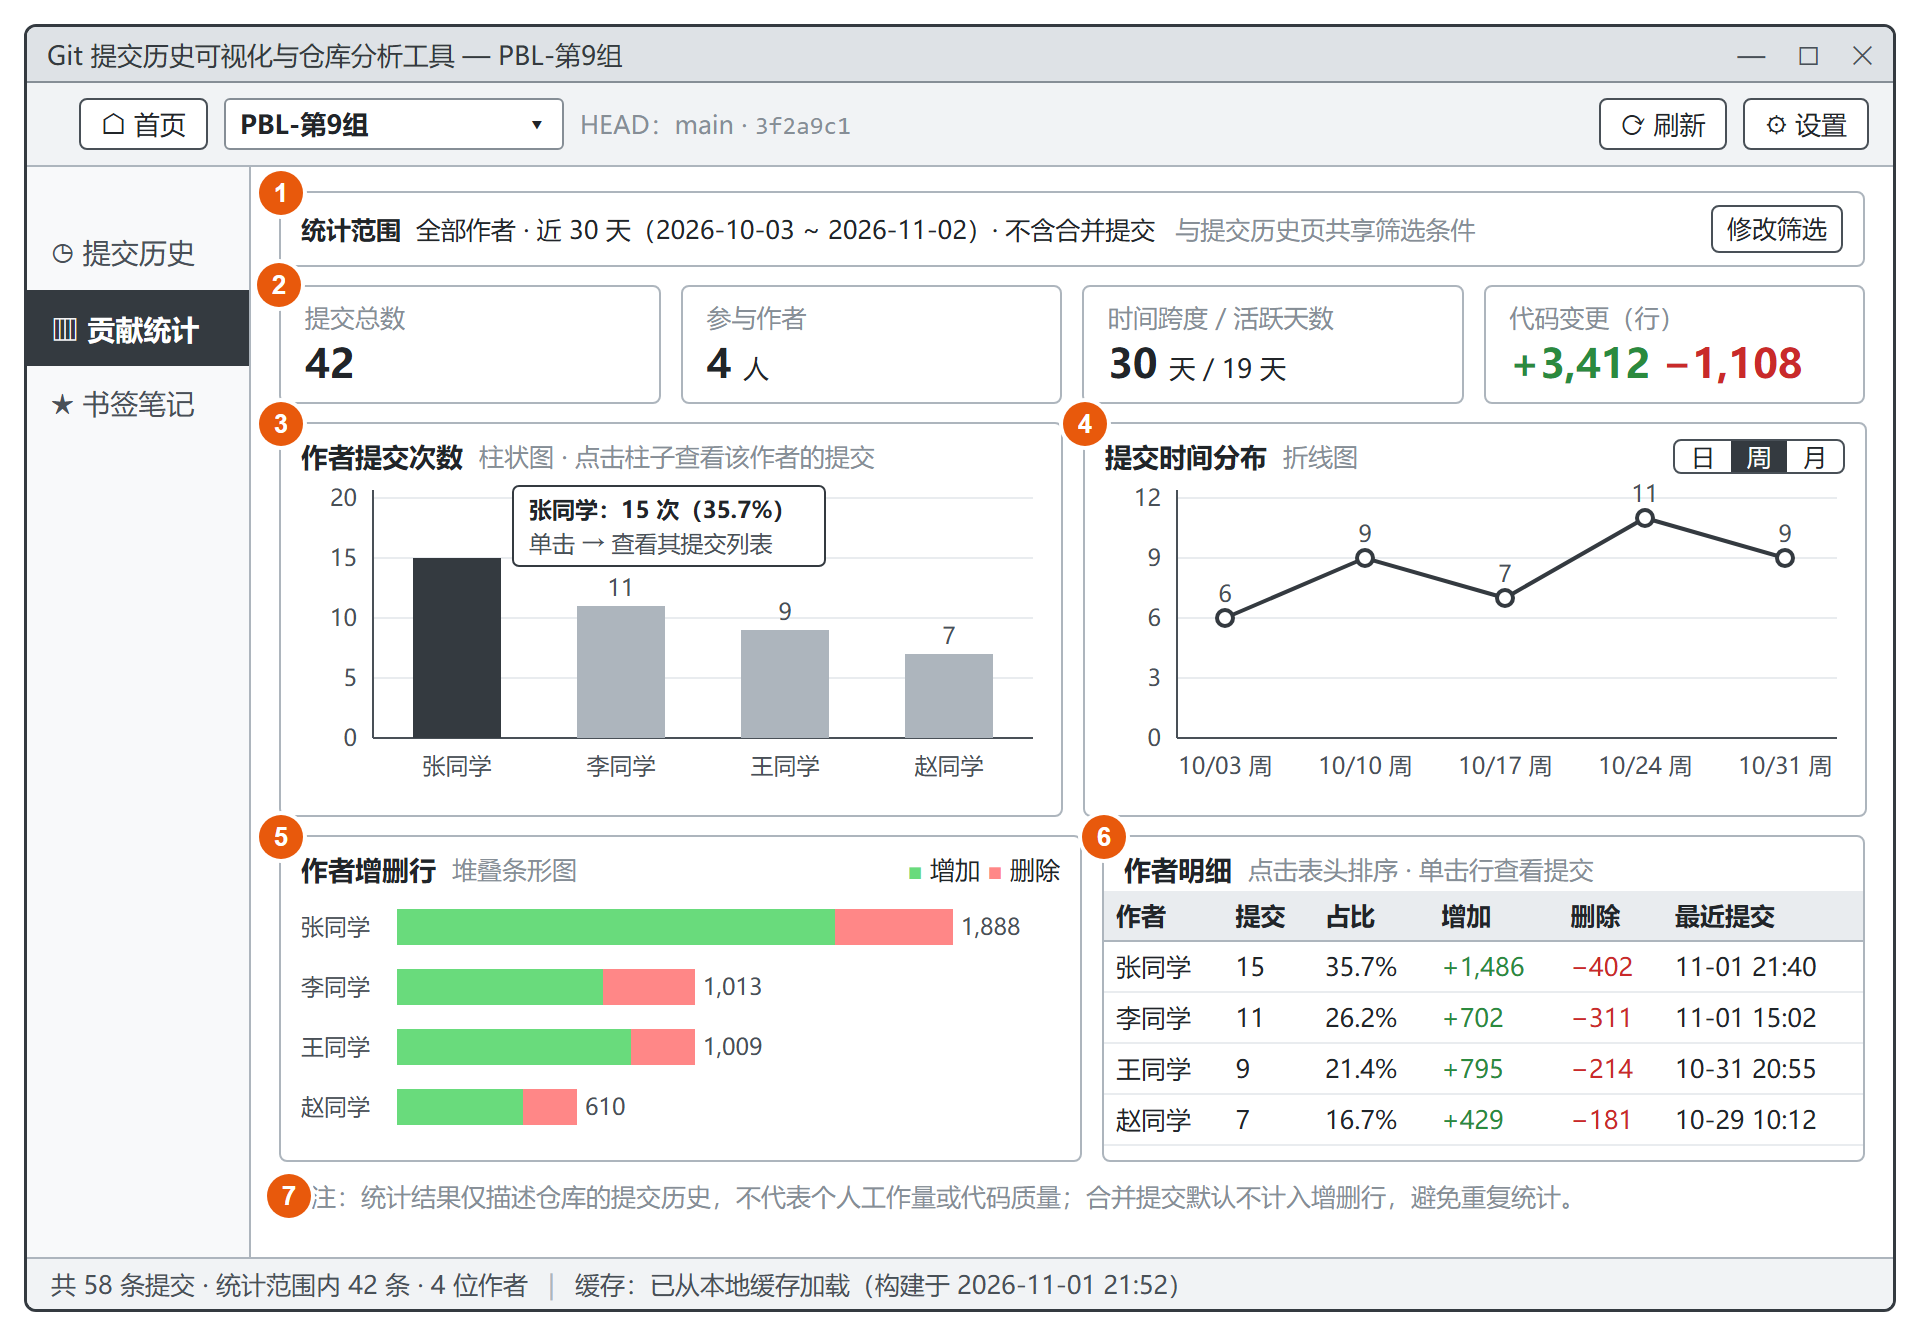 Git 提交历史可视化与仓库分析工具 — PBL-第9组
首页
PBL-第9组
HEAD：main · 3f2a9c1
刷新
设置
提交历史
贡献统计
书签笔记
1
统计范围 全部作者 · 近 30 天（2026-10-03 ~ 2026-11-02）· 不含合并提交 与提交历史页共享筛选条件
修改筛选
2
提交总数
42
参与作者
4 人
时间跨度 / 活跃天数
30 天 / 19 天
代码变更（行）
+3,412 −1,108
3
作者提交次数 柱状图 · 点击柱子查看该作者的提交
张同学：15 次（35.7%）
单击 → 查看其提交列表
20
15
10
5
0
11
9
7
张同学 李同学 王同学 赵同学
4
提交时间分布 折线图
日 周 月
12
9
6
3
0
6
9
7
11
9
10/03 周 10/10 周 10/17 周 10/24 周 10/31 周
5
作者增删行 堆叠条形图
增加 删除
张同学 1,888
李同学 1,013
王同学 1,009
赵同学 610
6
作者明细 点击表头排序 · 单击行查看提交
作者 提交 占比 增加 删除 最近提交
张同学 15 35.7% +1,486 −402 11-01 21:40
李同学 11 26.2% +702 −311 11-01 15:02
王同学 9 21.4% +795 −214 10-31 20:55
赵同学 7 16.7% +429 −181 10-29 10:12
7
注：统计结果仅描述仓库的提交历史，不代表个人工作量或代码质量；合并提交默认不计入增删行，避免重复统计。
共 58 条提交 · 统计范围内 42 条 · 4 位作者 | 缓存：已从本地缓存加载（构建于 2026-11-01 21:52）